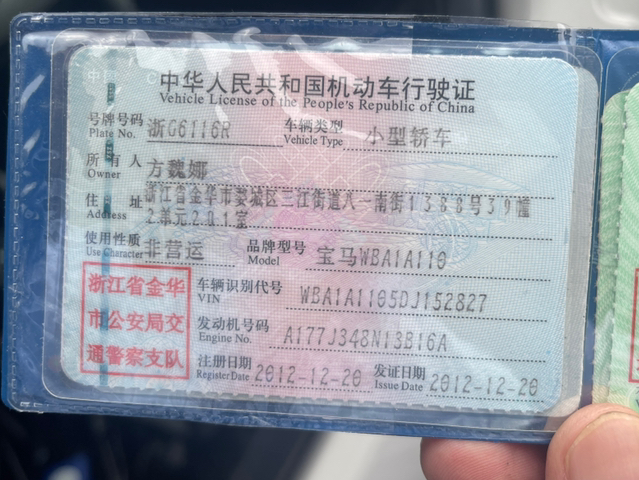 中华人民共和国机动车行驶证
Vehicle License of the People's Republic of China
号牌号码 浙G6116R 车辆类型 小型轿车
Plate No. Vehicle Type
所有人 方魏娜
Owner
住址 浙江省金华市婺城区三江街道八一南街1388号39幢
Address 2单元201室
使用性质 非营运 品牌型号 宝马WBA1A110
Use Character Model
浙江省金华 车辆识别代号 WBA1A1105DJ152827
VIN
市公安局交 发动机号码 A177J348N13B16A
Engine No.
通警察支队 注册日期 2012-12-20 发证日期 2012-12-20
Register Date Issue Date